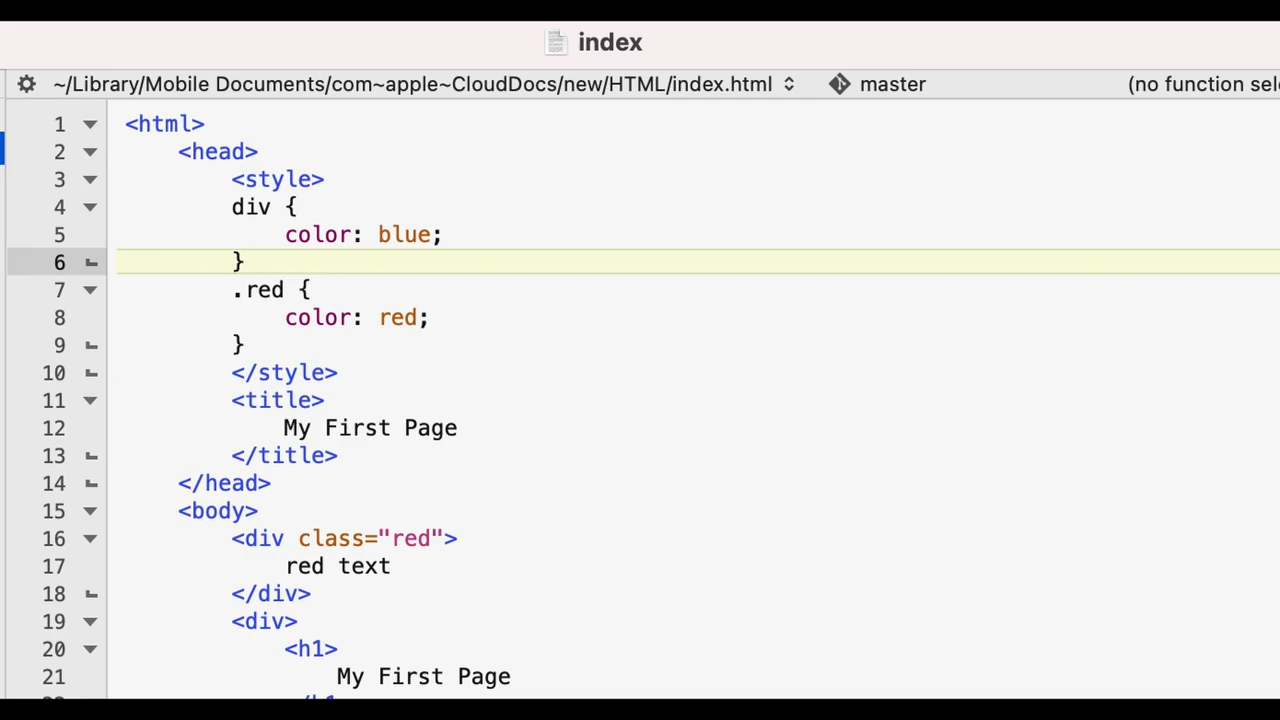 index
~/Library/Mobile Documents/com~apple~CloudDocs/new/HTML/index.html master (no function
1 <html>
2 <head>
3 <style>
4 div {
5 color: blue;
6 }
7 .red {
8 color: red;
9 }
10 </style>
11 <title>
12 My First Page
13 </title>
14 </head>
15 <body>
16 <div class="red">
17 red text
18 </div>
19 <div>
20 <h1>
21 My First Page